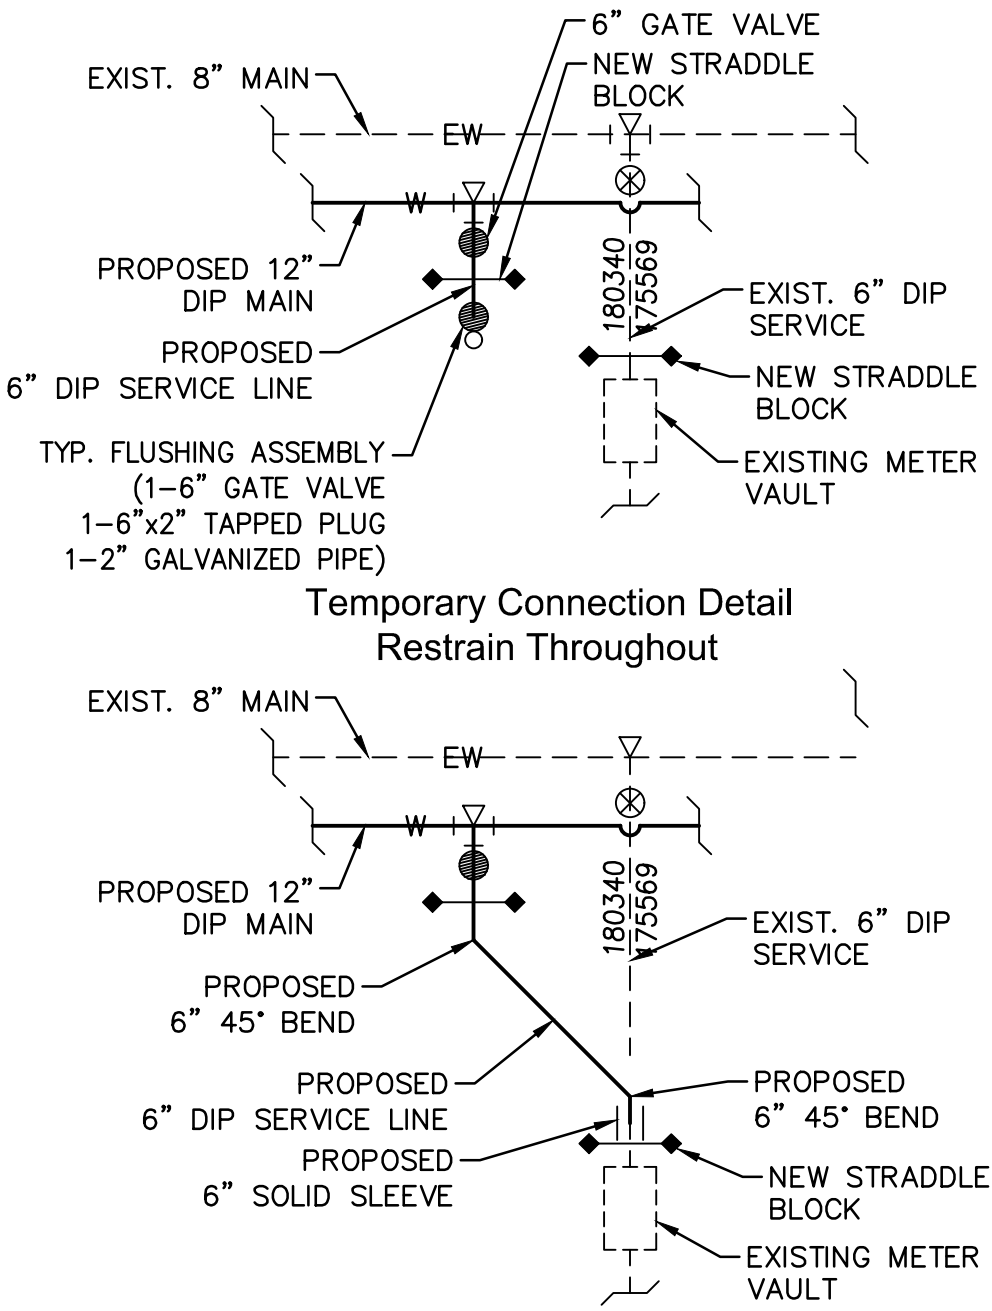 6" GATE VALVE
NEW STRADDLE
BLOCK
EXIST. 8" MAIN
EW
W
PROPOSED 12"
DIP MAIN
180340
175569
EXIST. 6" DIP
SERVICE
PROPOSED
6" DIP SERVICE LINE
NEW STRADDLE
BLOCK
TYP. FLUSHING ASSEMBLY
(1-6" GATE VALVE
1-6"x2" TAPPED PLUG
1-2" GALVANIZED PIPE)
EXISTING METER
VAULT
Temporary Connection Detail
Restrain Throughout
EXIST. 8" MAIN
EW
W
PROPOSED 12"
DIP MAIN
180340
175569
EXIST. 6" DIP
SERVICE
PROPOSED
6" 45° BEND
PROPOSED
6" DIP SERVICE LINE
PROPOSED
6" 45° BEND
PROPOSED
6" SOLID SLEEVE
NEW STRADDLE
BLOCK
EXISTING METER
VAULT